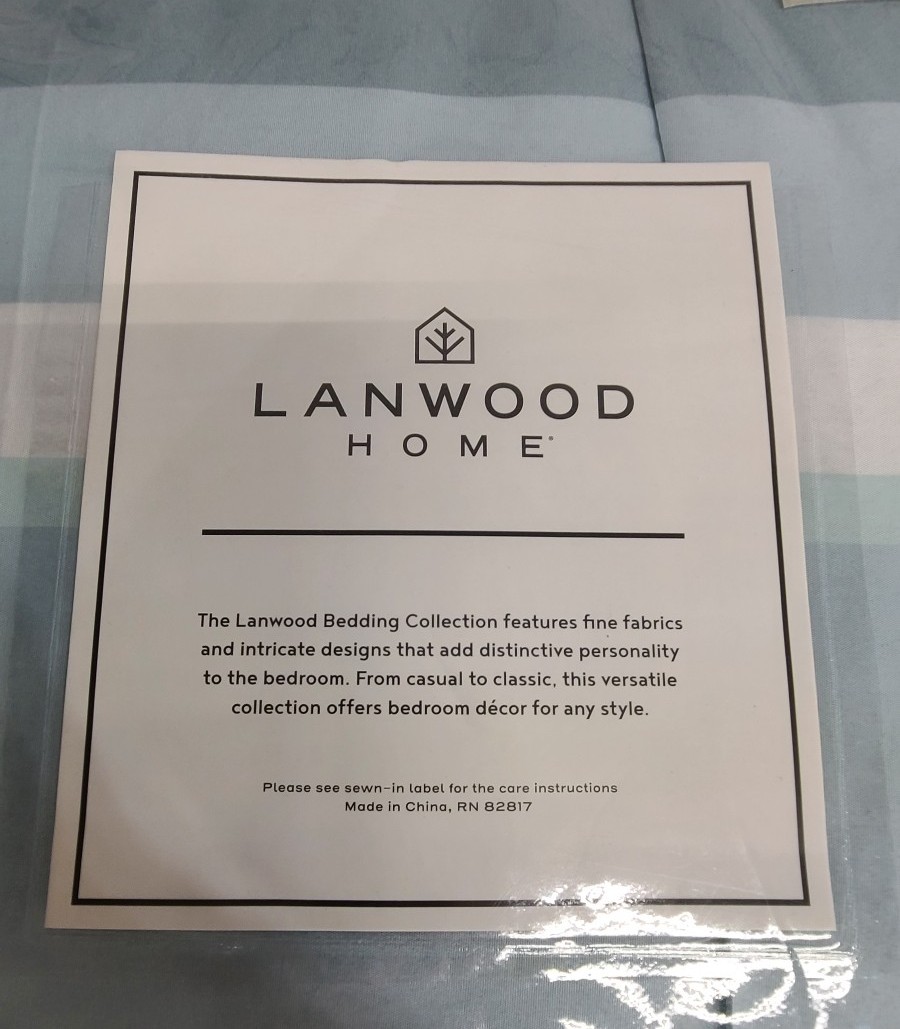 LANWOOD
HOME®
The Lanwood Bedding Collection features fine fabrics
and intricate designs that add distinctive personality
to the bedroom. From casual to classic, this versatile
collection offers bedroom décor for any style.
Please see sewn-in label for the care instructions
Made in China, RN 82817